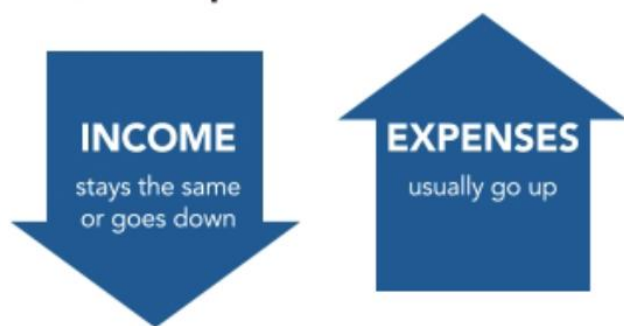 INCOME
stays the same
or goes down
EXPENSES
usually go up